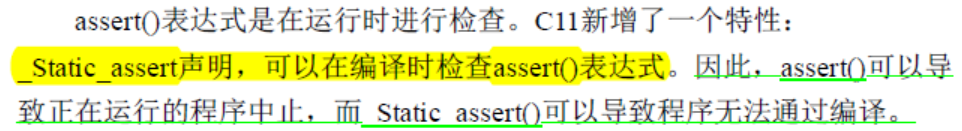 assert()表达式是在运行时进行检查。C11新增了一个特性：
_Static_assert声明，可以在编译时检查assert()表达式。因此，assert()可以导
致正在运行的程序中止，而_Static_assert()可以导致程序无法通过编译。